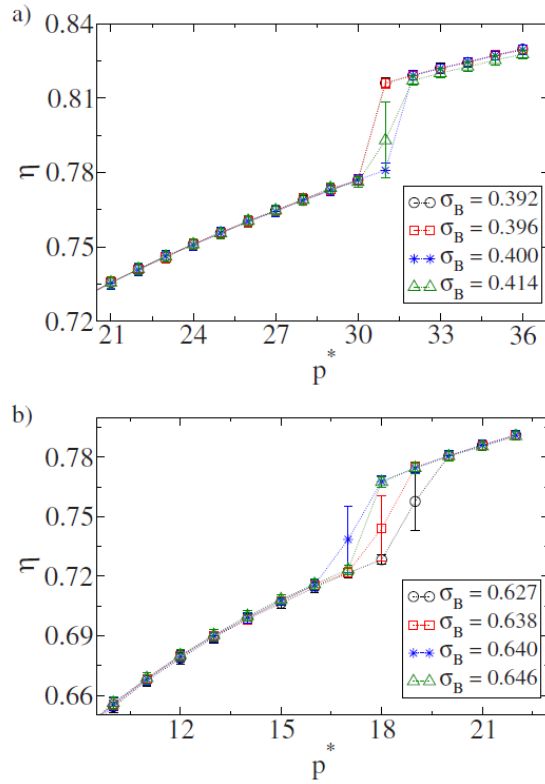 a)
0.84
0.81
0.78
0.75
0.72
η
σB = 0.392
σB = 0.396
σB = 0.400
σB = 0.414
21 24 27 30 33 36
p*
b)
0.78
0.75
0.72
0.69
0.66
η
σB = 0.627
σB = 0.638
σB = 0.640
σB = 0.646
12 15 18 21
p*